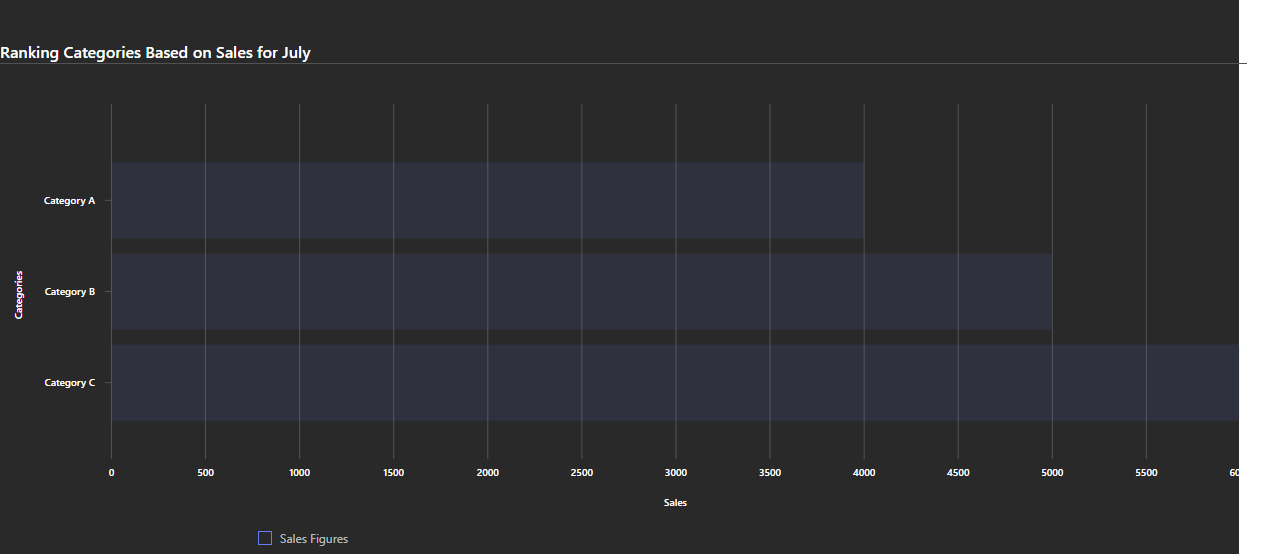 Ranking Categories Based on Sales for July
Categories
Category A
Category B
Category C
0 500 1000 1500 2000 2500 3000 3500 4000 4500 5000 5500 60
Sales
Sales Figures